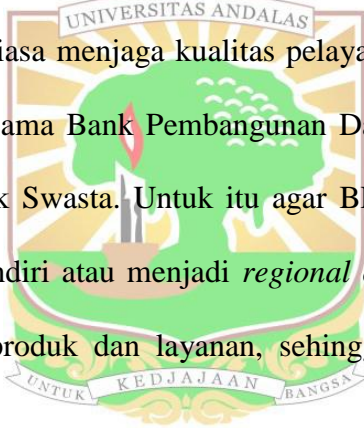 UNIVERSITAS ANDALAS
menjaga kualitas pelaya
ama Bank Pembangunan
k Swasta. Untuk itu agar
ndiri atau menjadi regional
produk dan layanan, sehing
UNTUK KEDJAJAAN BANGSA